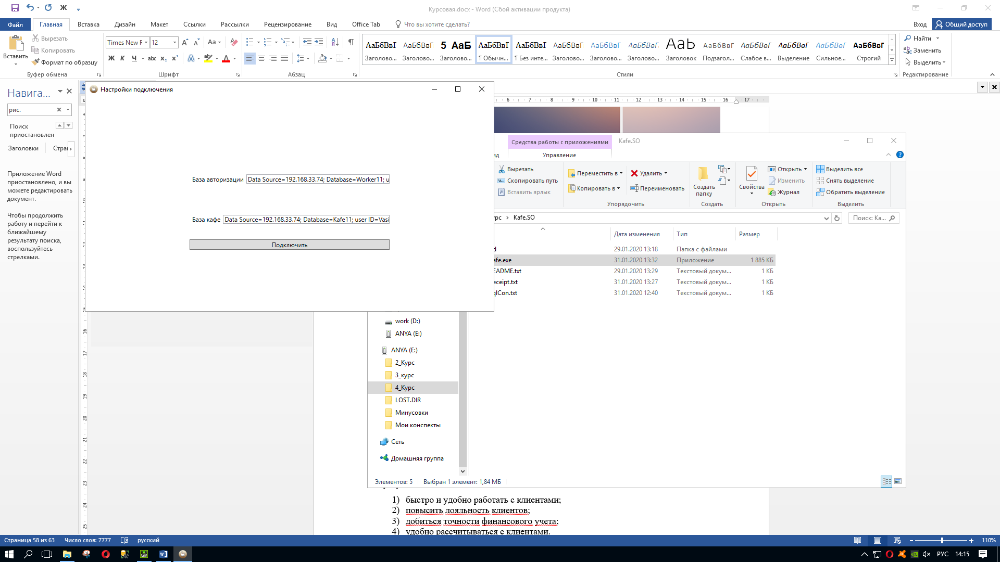 Курсовая.docx - Word (Сбой активации продукта)
Файл Главная Вставка Дизайн Макет Ссылки Рассылки Рецензирование Вид Office Tab Что вы хотите сделать? Вход Общий доступ
Вставить
Вырезать
Копировать
Формат по образцу
Буфер обмена
Times New R 12
Ж К Ч abc x₂ x²
Шрифт
Абзац
АаБбВвІ АаБбВвГ 5 АаБ АаБбВвІ АаБбВвІ АаБбВвГ АаБбВвГ АаБбВвГ АаЬ АаБбВвГ АаБбВвГ АаБбВвГ АаБбВвГ АаБбВвГ
Заголово... Заголово... Заголово... ¶ Обычн... ¶ Без инте... Заголово... Заголово... Заголово... Заголовок Подзагол... Слабое в... Выделение Сильное... Строгий
Стили
Найти
Заменить
Выделить
Редактирование
Навига...
рис.
Поиск
приостановлен
Заголовки
Приложение Word
приостановлено, и вы
можете редактировать
документ.
Чтобы продолжить
работу и перейти к
ближайшему
результату поиска,
воспользуйтесь
стрелками.
Настройки подключения
База авторизации Data Source=192.168.33.74; Database=Worker11; u
База кафе Data Source=192.168.33.74; Database=Kafe11; user ID=Vasi
Подключить
6 7 8 9 10 11 12 13 14 15 16 17
Средства работы с приложениями Kafe.SO
Управление
Вырезать
Скопировать путь
Вставить ярлык
Переместить в
Копировать в
Удалить
Переименовать
Упорядочить
Создать
папку
Создать
Свойства
Открыть
Изменить
Журнал
Открыть
Выделить все
Снять выделение
Обратить выделение
Выделить
рс > Kafe.SO Поиск: Ka...
Дата изменения Тип Размер
d 29.01.2020 13:18 Папка с файлами
afe.exe 31.01.2020 13:32 Приложение 1 885 КБ
EADME.txt 29.01.2020 13:29 Текстовый докум... 1 КБ
eceipt.txt 31.01.2020 13:27 Текстовый докум... 1 КБ
qlCon.txt 31.01.2020 12:40 Текстовый докум... 1 КБ
work (D:)
ANYA (E:)
ANYA (E:)
2_Курс
3_курс
4_Курс
LOST.DIR
Минусовки
Мои конспекты
Сеть
Домашняя группа
Элементов: 5 Выбран 1 элемент: 1,84 МБ
1) быстро и удобно работать с клиентами;
2) повысить лояльность клиентов;
3) добиться точности финансового учета;
4) удобно рассчитываться с клиентами.
Страница 58 из 63 Число слов: 7777 русский 110%
РУС 14:15